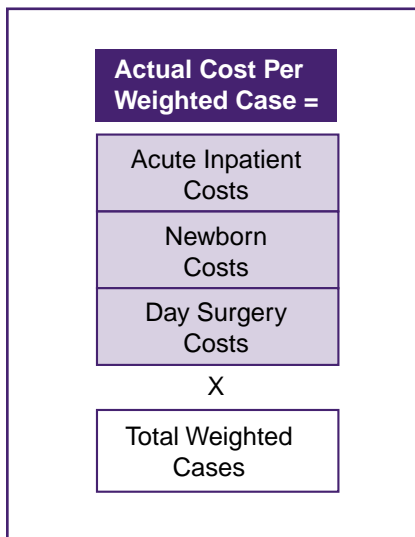 Actual Cost Per
Weighted Case =
Acute Inpatient
Costs
Newborn
Costs
Day Surgery
Costs
X
Total Weighted
Cases